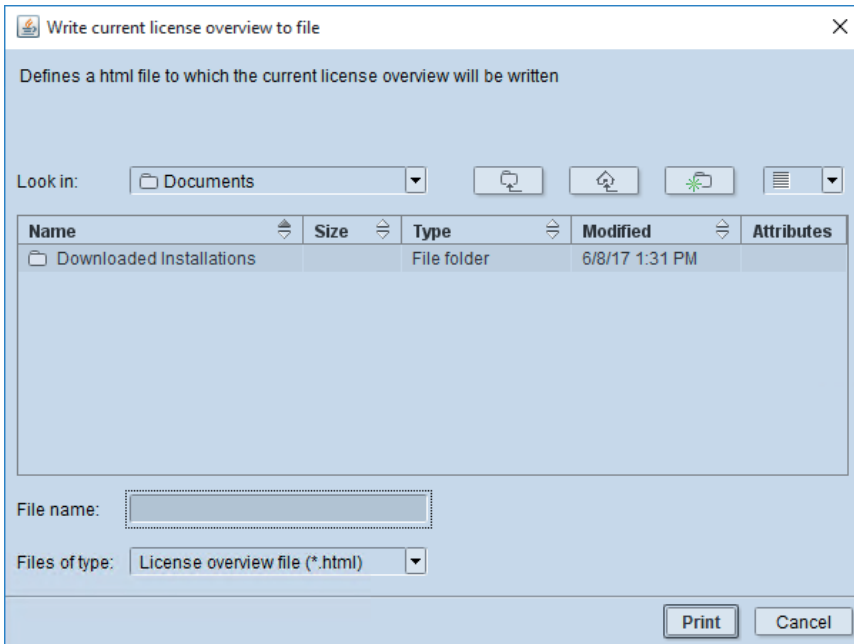 Write current license overview to file
Defines a html file to which the current license overview will be written
Look in: Documents
Name Size Type Modified Attributes
Downloaded Installations File folder 6/8/17 1:31 PM
File name:
Files of type: License overview file (*.html)
Print Cancel